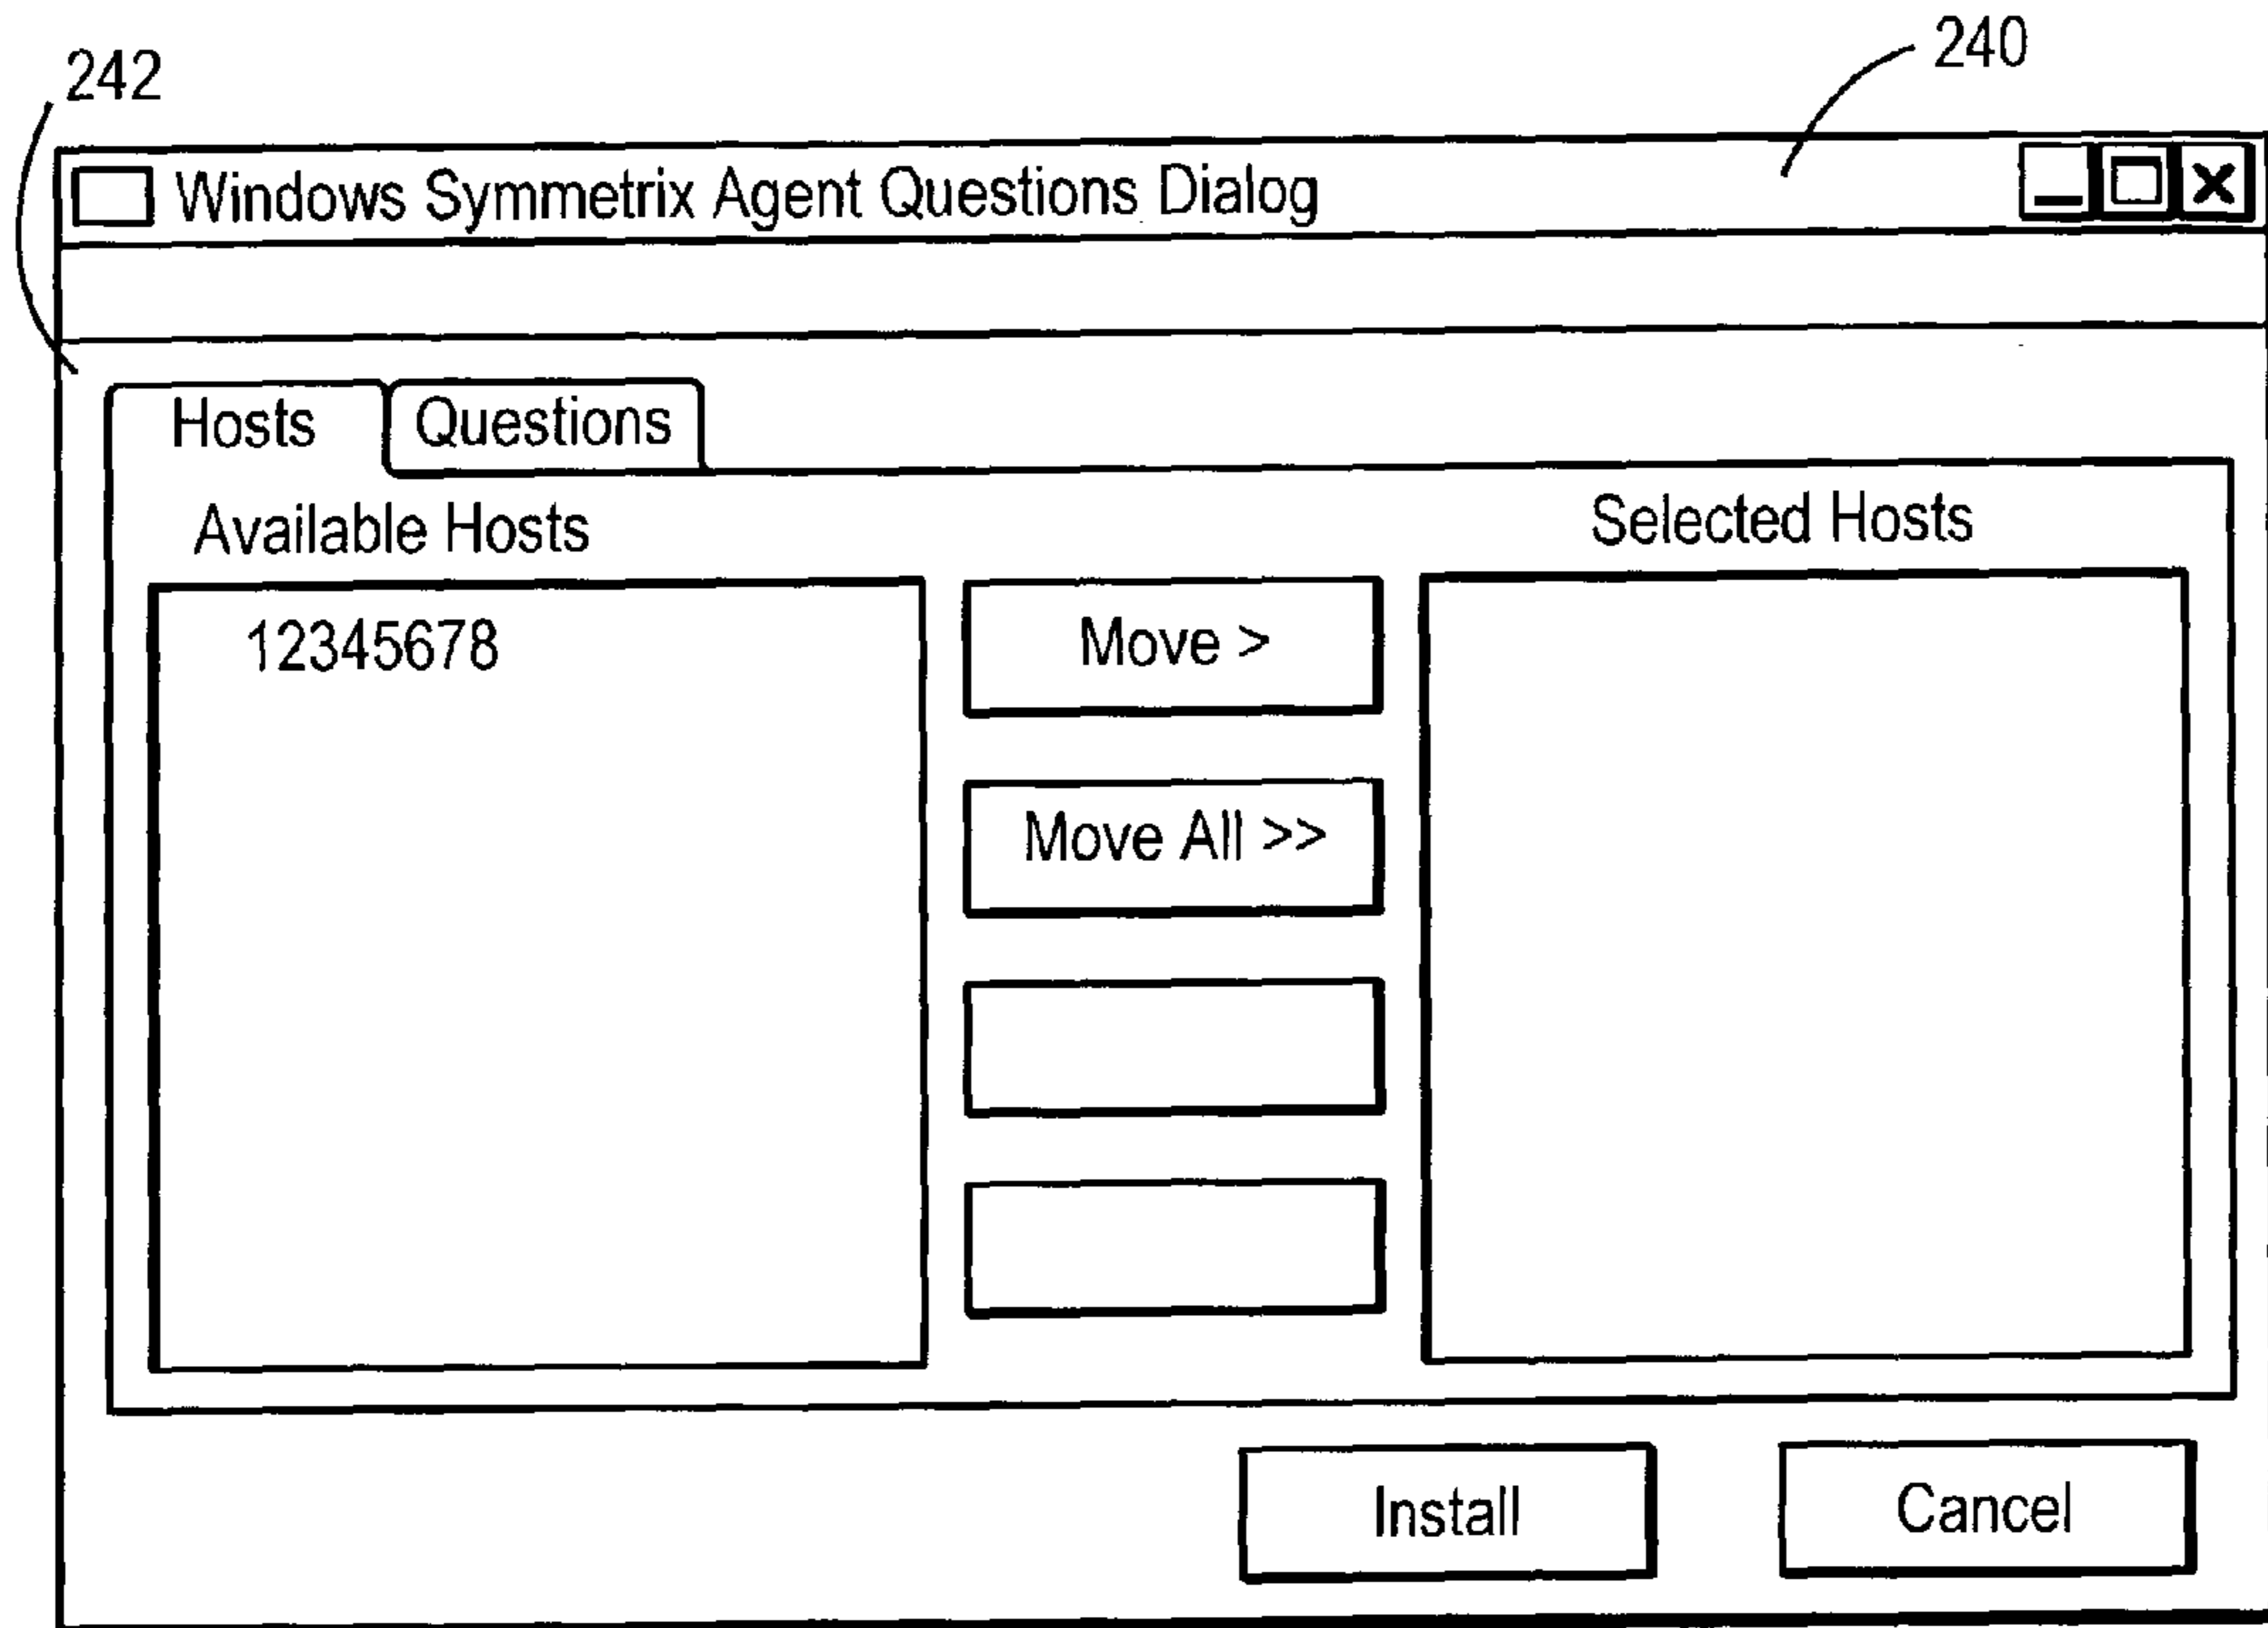 242
240
Windows Symmetrix Agent Questions Dialog
Hosts
Questions
Available Hosts
Selected Hosts
12345678
Move >
Move All >>
Install
Cancel